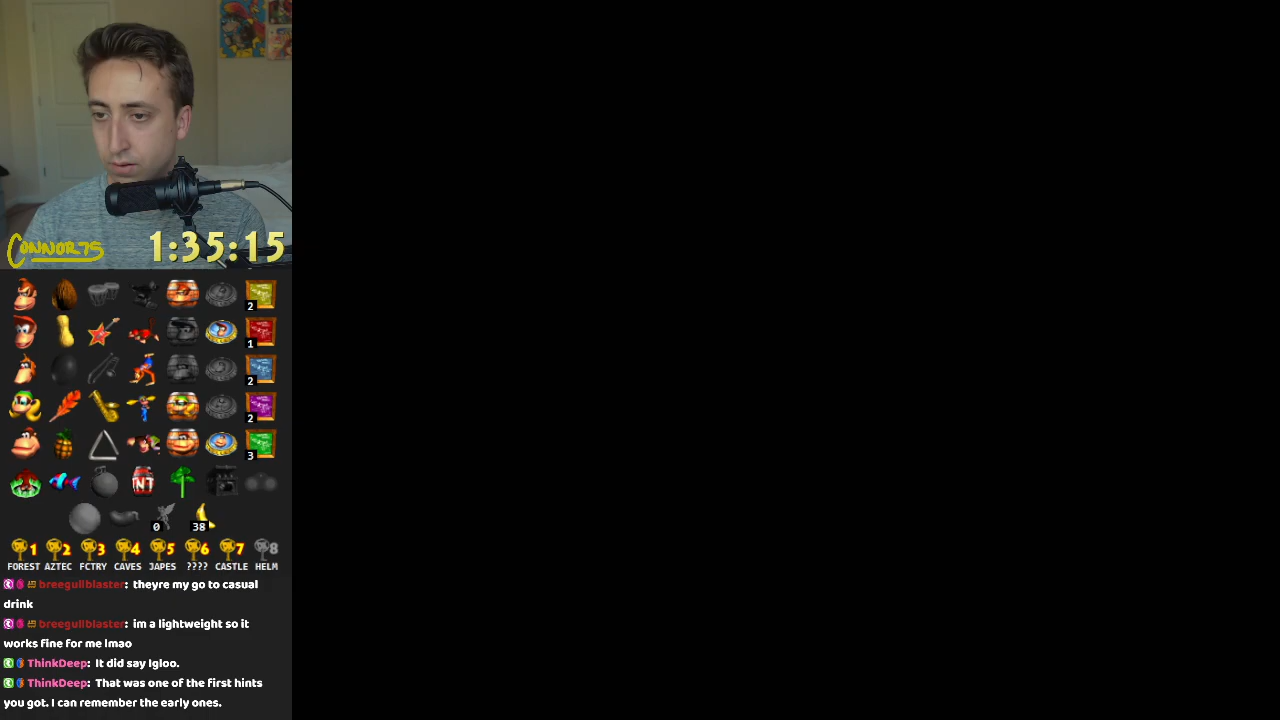 CONNOR75
1:35:15
2
1
2
2
3
NT
0
38
1 2 3 4 5 6 7 8
FOREST AZTEC FCTRY CAVES JAPES ???? CASTLE HELM
breegullblaster: theyre my go to casual
drink
breegullblaster: im a lightweight so it
works fine for me lmao
ThinkDeep: It did say Igloo.
ThinkDeep: That was one of the first hints
you got. I can remember the early ones.